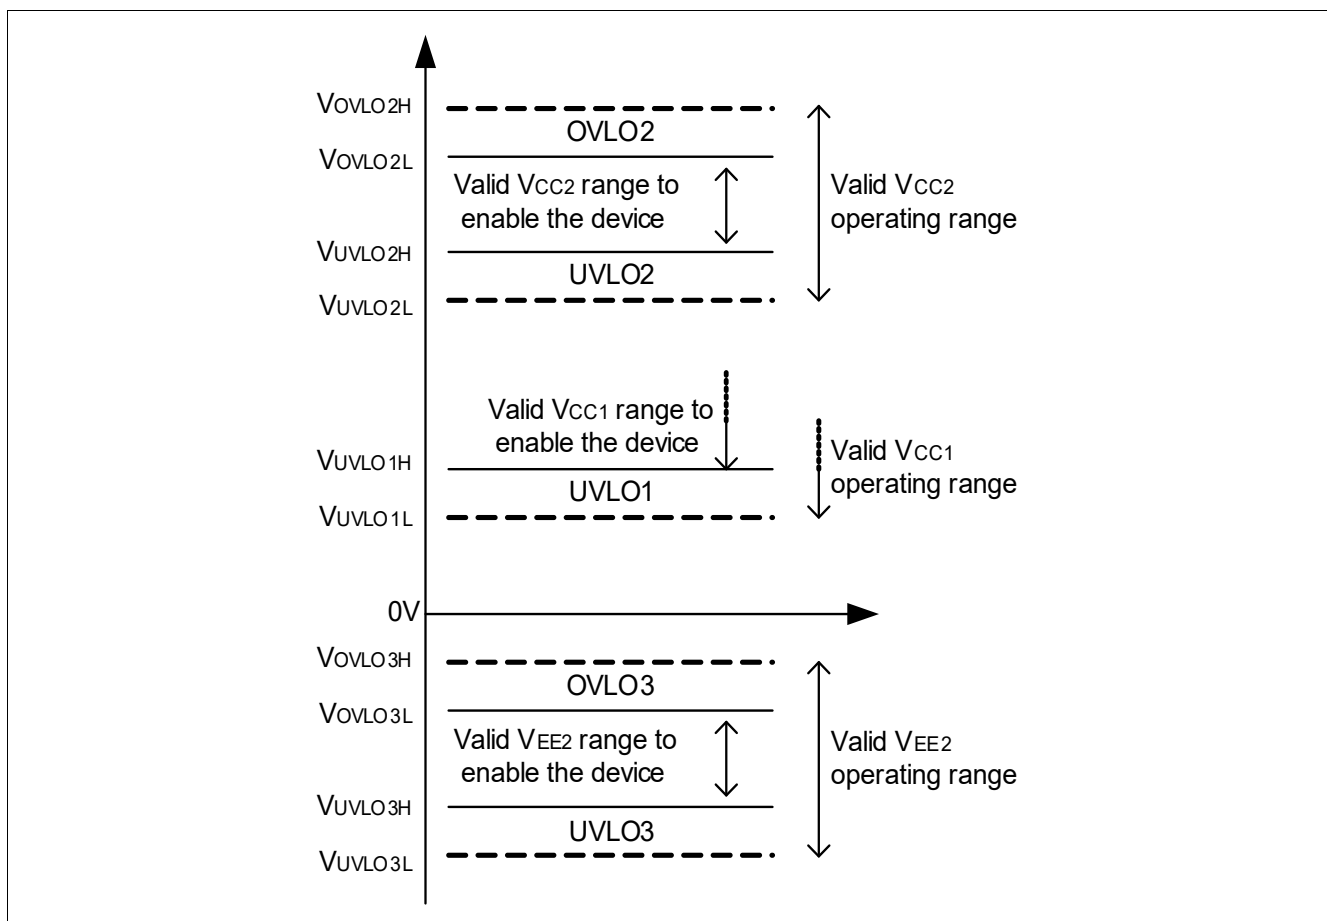 VOVLO2H
OVLO2
VOVLO2L
Valid VCC2 range to
enable the device
Valid VCC2
operating range
VUVLO2H
UVLO2
VUVLO2L
Valid VCC1 range to
enable the device
Valid VCC1
operating range
VUVLO1H
UVLO1
VUVLO1L
0V
VOVLO3H
OVLO3
VOVLO3L
Valid VEE2 range to
enable the device
Valid VEE2
operating range
VUVLO3H
UVLO3
VUVLO3L